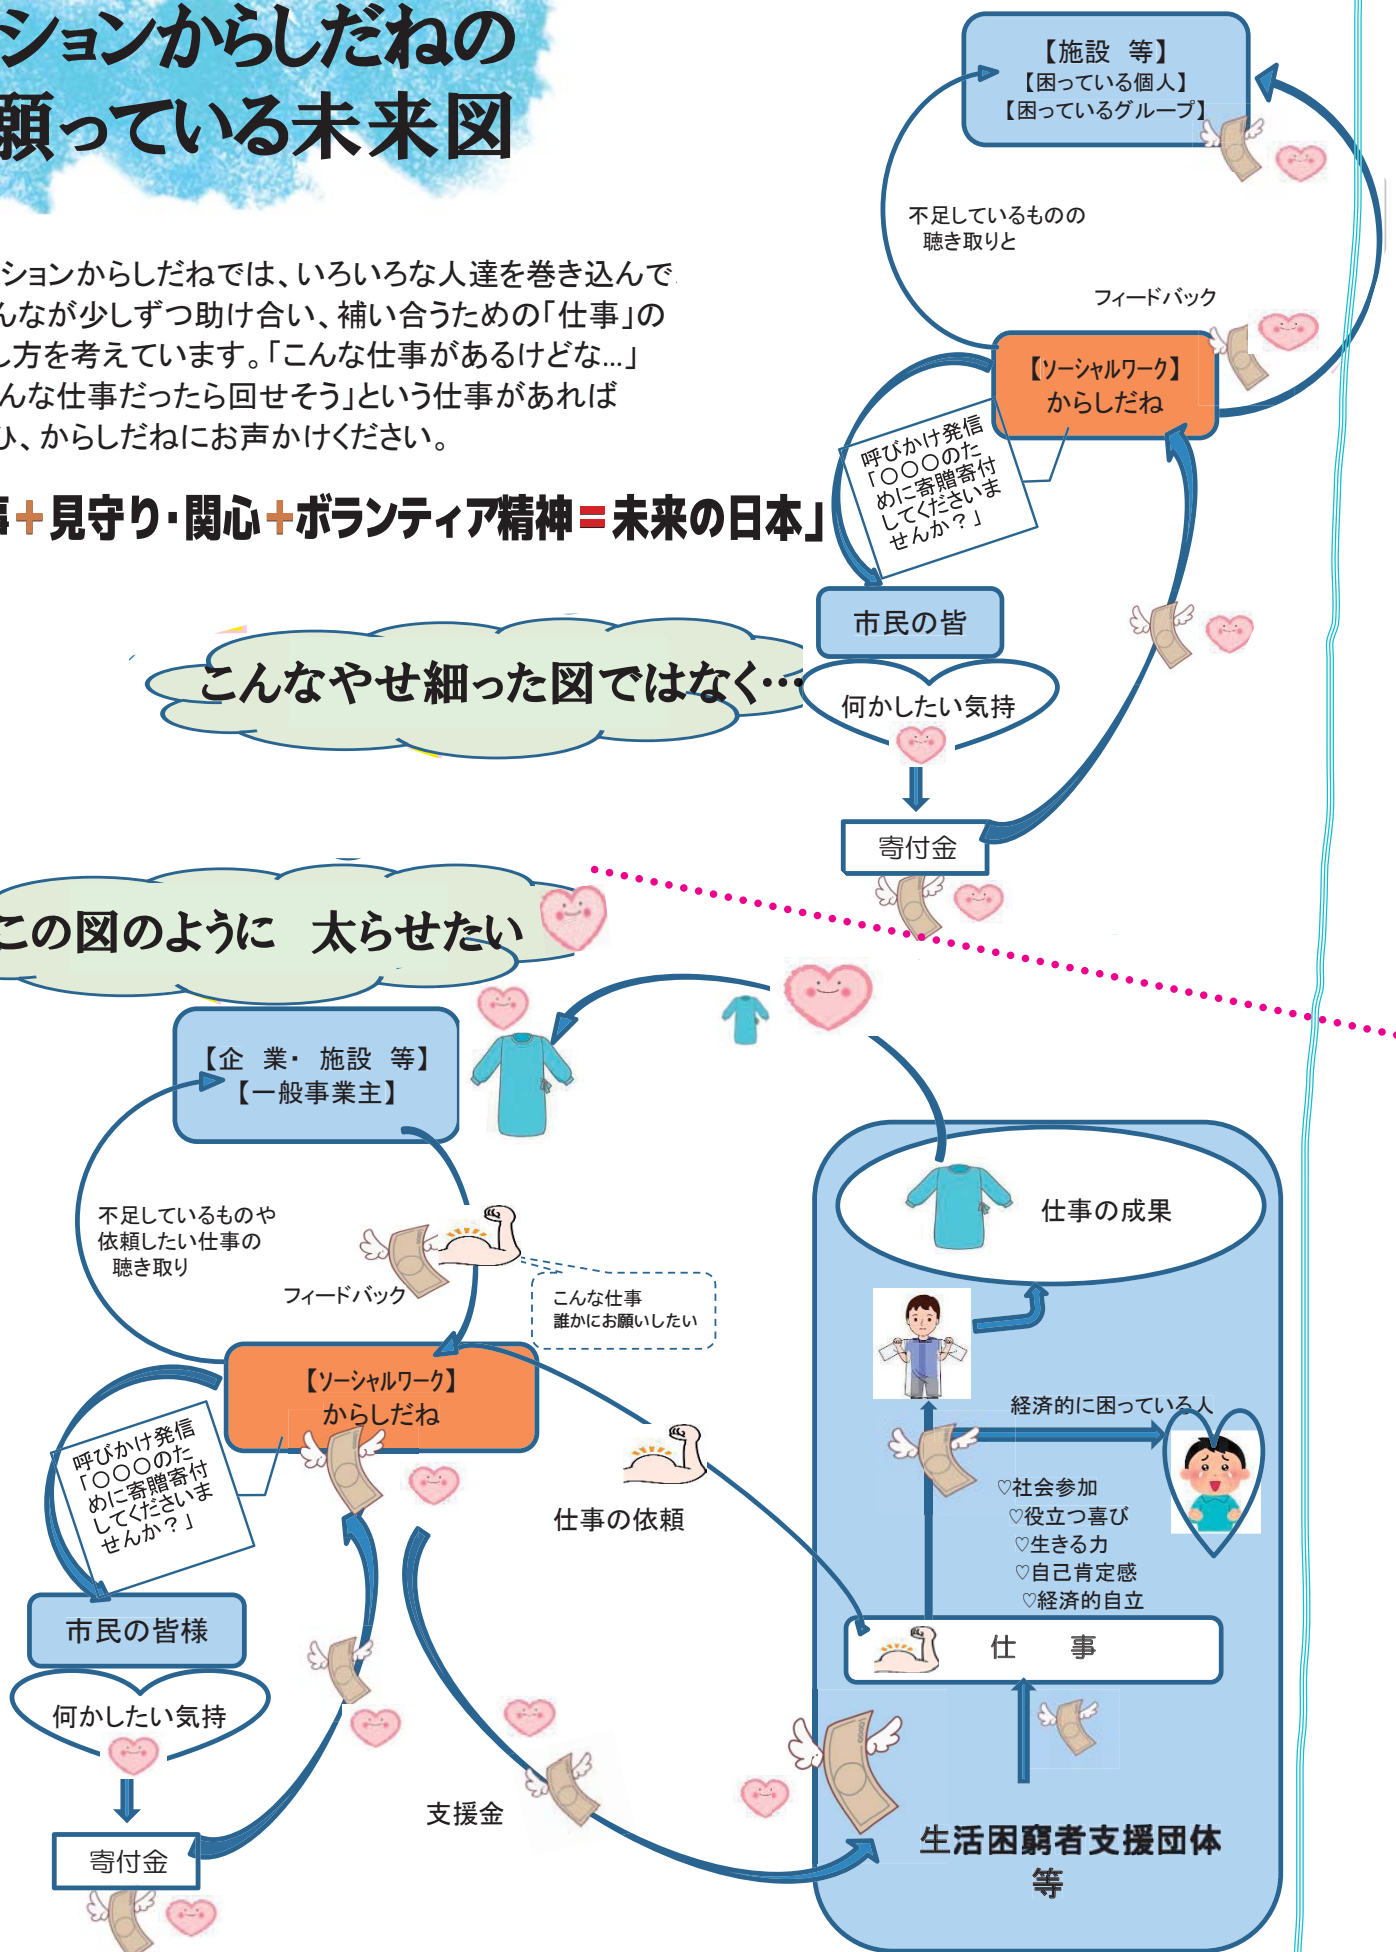 ションからしだねの
願っている未来図
ションからしだねでは、いろいろな人達を巻き込んで
んなが少しずつ助け合い、補い合うための「仕事」の
し方を考えています。「こんな仕事があるけどな…」
んな仕事だったら回せそう」という仕事があれば
ひ、からしだねにお声かけください。
事+見守り・関心+ボランティア精神=未来の日本」
【施設 等】
【困っている個人】
【困っているグループ】
不足しているものの
聴き取りと
フィードバック
【ソーシャルワーク】
からしだね
呼びかけ発信
「〇〇〇のた
めに寄贈寄付
してくださいま
せんか？」
市民の皆
何かしたい気持
寄付金
こんなやせ細った図ではなく…
この図のように 太らせたい
【企 業・ 施設 等】
【一般事業主】
不足しているものや
依頼したい仕事の
聴き取り
フィードバック
こんな仕事
誰かにお願いしたい
【ソーシャルワーク】
からしだね
呼びかけ発信
「〇〇〇のた
めに寄贈寄付
してくださいま
せんか？」
市民の皆様
何かしたい気持
寄付金
仕事の依頼
支援金
仕事の成果
経済的に困っている人
♡社会参加
♡役立つ喜び
♡生きる力
♡自己肯定感
♡経済的自立
仕 事
生活困窮者支援団体
等